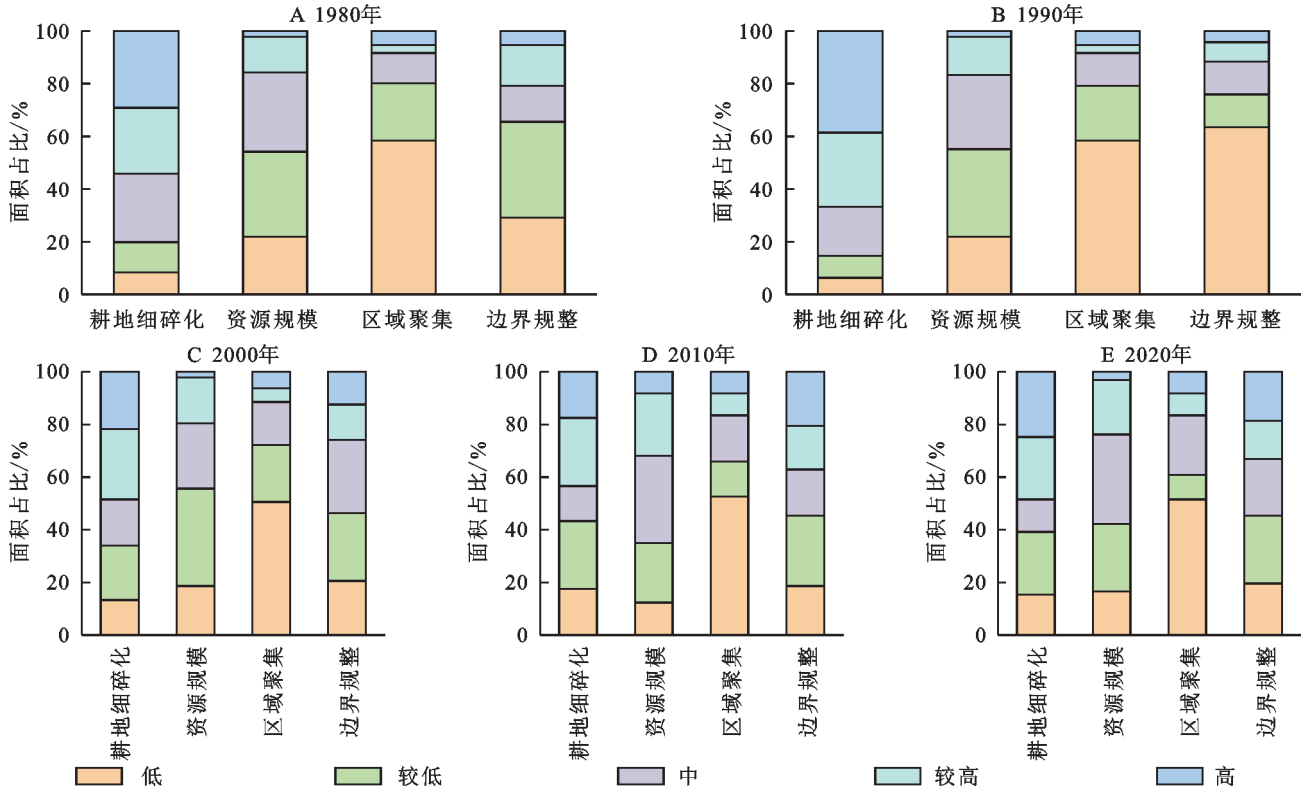 A 1980年
面积占比/%
100
80
60
40
20
0
耕地细碎化 资源规模 区域聚集 边界规整
B 1990年
面积占比/%
100
80
60
40
20
0
耕地细碎化 资源规模 区域聚集 边界规整
C 2000年
面积占比/%
100
80
60
40
20
0
耕地细碎化
资源规模
区域聚集
边界规整
D 2010年
面积占比/%
100
80
60
40
20
0
耕地细碎化
资源规模
区域聚集
边界规整
E 2020年
面积占比/%
100
80
60
40
20
0
耕地细碎化
资源规模
区域聚集
边界规整
低 较低 中 较高 高